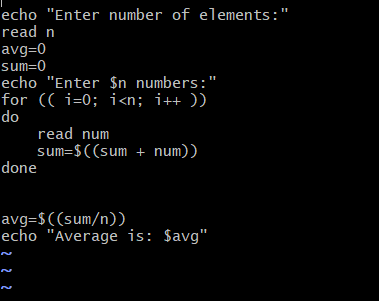 echo "Enter number of elements:"
read n
avg=0
sum=0
echo "Enter $n numbers:"
for (( i=0; i<n; i++ ))
do
    read num
    sum=$((sum + num))
done
avg=$((sum/n))
echo "Average is: $avg"
~
~
~